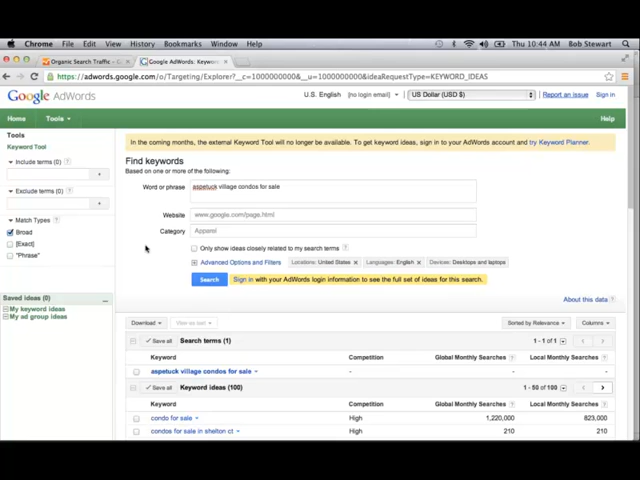 Chrome File Edit View History Bookmarks Window Help Thu 10:44 AM Bob Stewart
Organic Search Traffic - G
Google AdWords: Keywo
https://adwords.google.com/o/Targeting/Explorer?__c=1000000000&__u=1000000000&ideaRequestType=KEYWORD_IDEAS
Google AdWords
U.S. English [no login email] US Dollar (USD $) Report an issue Sign in
Home Tools Help
Tools
Keyword Tool
Include terms (0) ?
+
Exclude terms (0) ?
+
Match Types ?
Broad
[Exact]
"Phrase"
Saved ideas (0)
My keyword ideas
My ad group ideas
In the coming months, the external Keyword Tool will no longer be available. To get keyword ideas, sign in to your AdWords account and try Keyword Planner.
Find keywords
Based on one or more of the following:
Word or phrase aspetuck village condos for sale
Website www.google.com/page.html
Category Apparel
Only show ideas closely related to my search terms ?
Advanced Options and Filters Locations: United States × Languages: English × Devices: Desktops and laptops
Search Sign in with your AdWords login information to see the full set of ideas for this search.
About this data ?
Download View as text Sorted by Relevance Columns
Save all Search terms (1) 1 - 1 of 1
Keyword Competition Global Monthly Searches ? Local Monthly Searches ?
aspetuck village condos for sale - - -
Save all Keyword ideas (100) 1 - 50 of 100
Keyword Competition Global Monthly Searches ? Local Monthly Searches ?
condo for sale High 1,220,000 823,000
condos for sale in shelton ct High 210 210